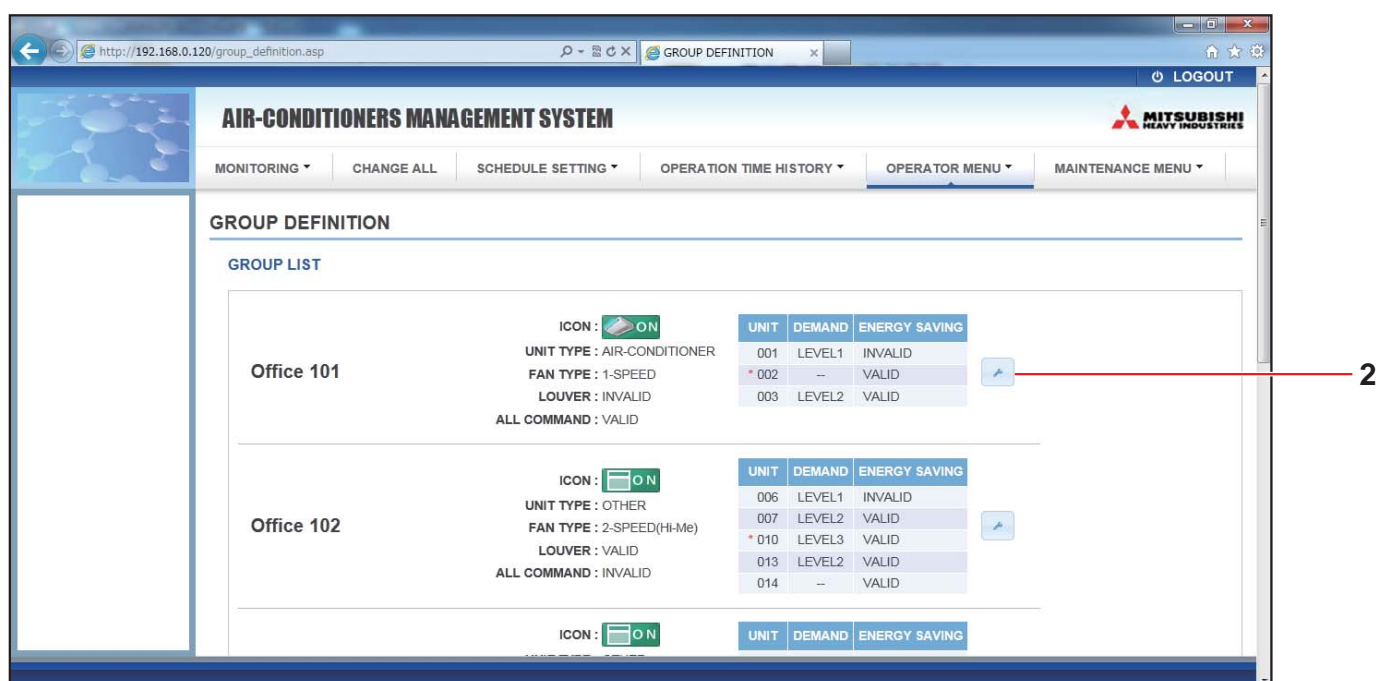 http://192.168.0.120/group_definition.asp
GROUP DEFINITION
LOGOUT
AIR-CONDITIONERS MANAGEMENT SYSTEM
MITSUBISHI
HEAVY INDUSTRIES
MONITORING CHANGE ALL SCHEDULE SETTING OPERATION TIME HISTORY OPERATOR MENU MAINTENANCE MENU
GROUP DEFINITION
GROUP LIST
Office 101
ICON : ON
UNIT TYPE : AIR-CONDITIONER
FAN TYPE : 1-SPEED
LOUVER : INVALID
ALL COMMAND : VALID
UNIT DEMAND ENERGY SAVING
001 LEVEL1 INVALID
* 002 -- VALID
003 LEVEL2 VALID
2
Office 102
ICON : ON
UNIT TYPE : OTHER
FAN TYPE : 2-SPEED(Hi-Me)
LOUVER : VALID
ALL COMMAND : INVALID
UNIT DEMAND ENERGY SAVING
006 LEVEL1 INVALID
007 LEVEL2 VALID
* 010 LEVEL3 VALID
013 LEVEL2 VALID
014 -- VALID
ICON : ON
UNIT DEMAND ENERGY SAVING